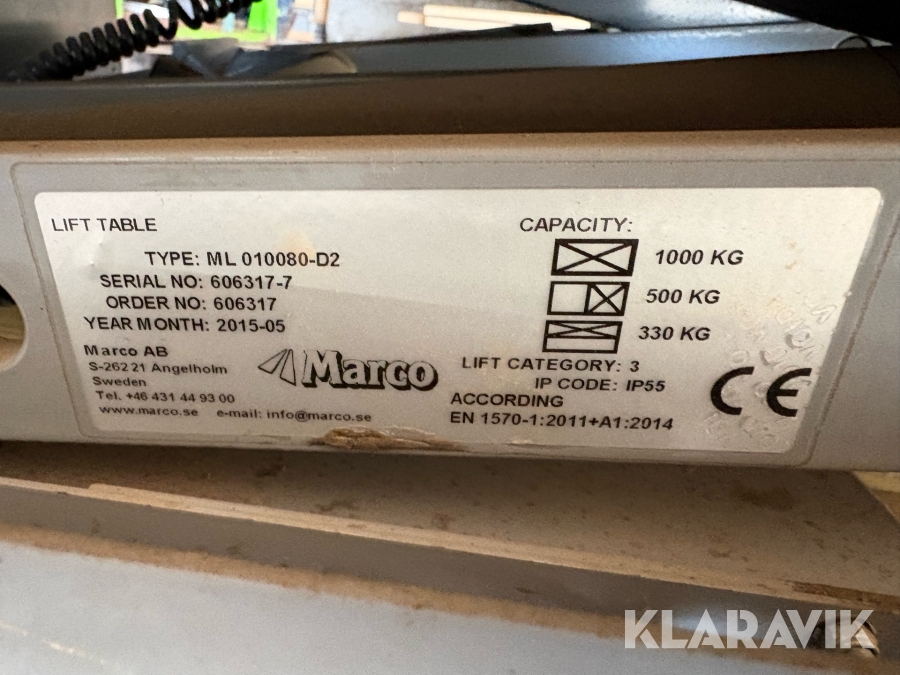 LIFT TABLE
TYPE: ML 010080-D2
SERIAL NO: 606317-7
ORDER NO: 606317
YEAR MONTH: 2015-05
Marco AB
S-262 21 Angelholm
Sweden
Tel. +46 431 44 93 00
www.marco.se e-mail: info@marco.se
Marco
CAPACITY:
1000 KG
500 KG
330 KG
LIFT CATEGORY: 3
IP CODE: IP55
ACCORDING
EN 1570-1:2011+A1:2014
CE
KLARAVIK